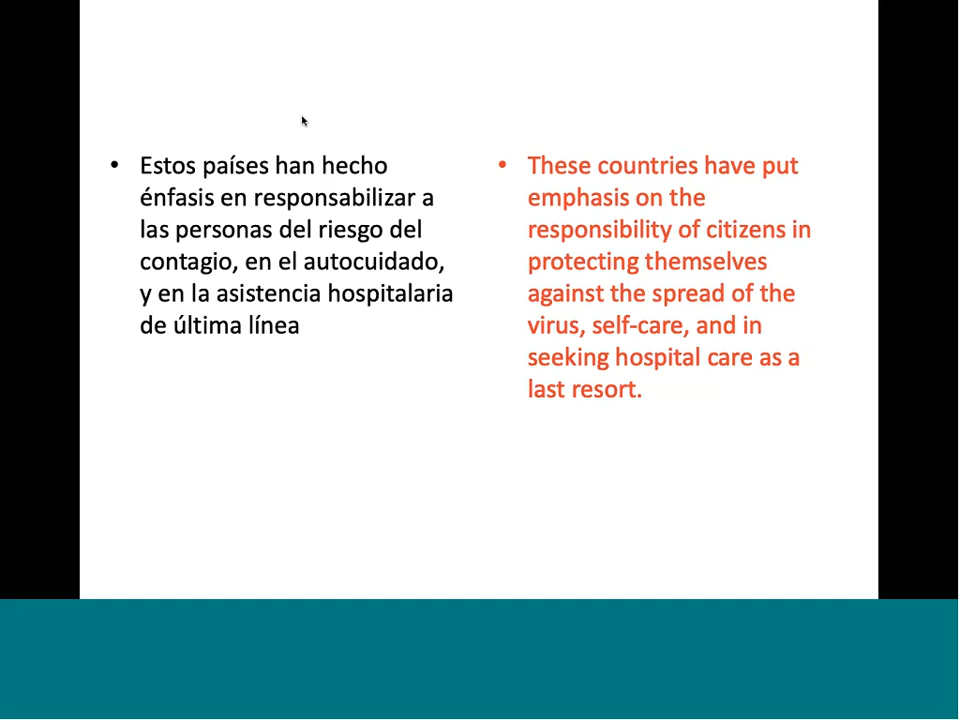 • Estos países han hecho
énfasis en responsabilizar a
las personas del riesgo del
contagio, en el autocuidado,
y en la asistencia hospitalaria
de última línea
• These countries have put
emphasis on the
responsibility of citizens in
protecting themselves
against the spread of the
virus, self-care, and in
seeking hospital care as a
last resort.